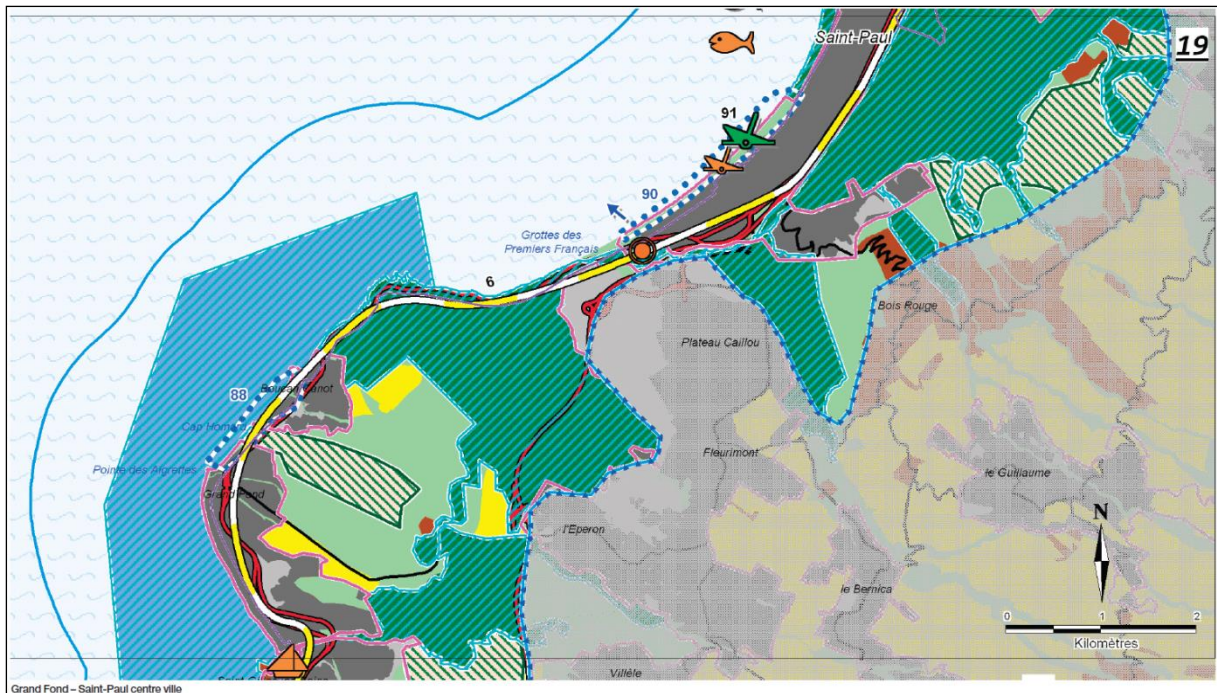 Saint-Paul
19
91
90
Grottes des
Premiers Français
6
Bois Rouge
Plateau Caillou
Boucan Canot
88
Cap Homard
Pointe des Aigrettes
Fleurimont
le Guillaume
Grand Fond
N
l'Eperon
le Bernica
0 1 2
Kilomètres
Villèle
Grand Fond – Saint-Paul centre ville